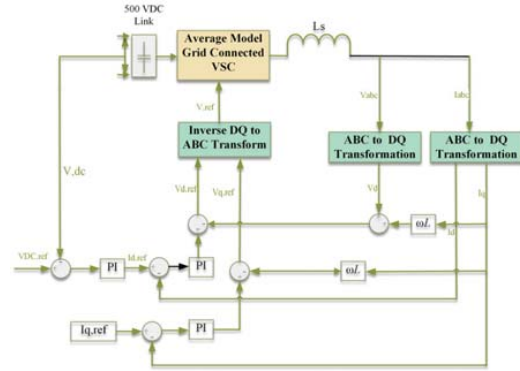 500 VDC
Link
Average Model
Grid Connected
VSC
Ls
V,ref
Vabc
Iabc
Inverse DQ to
ABC Transform
ABC to DQ
Transformation
ABC to DQ
Transformation
V,dc
Vd.ref
Vq.ref
Vd
Iq
ωL
Id
VDC.ref
PI
Id.ref
PI
ωL
Iq,ref
PI